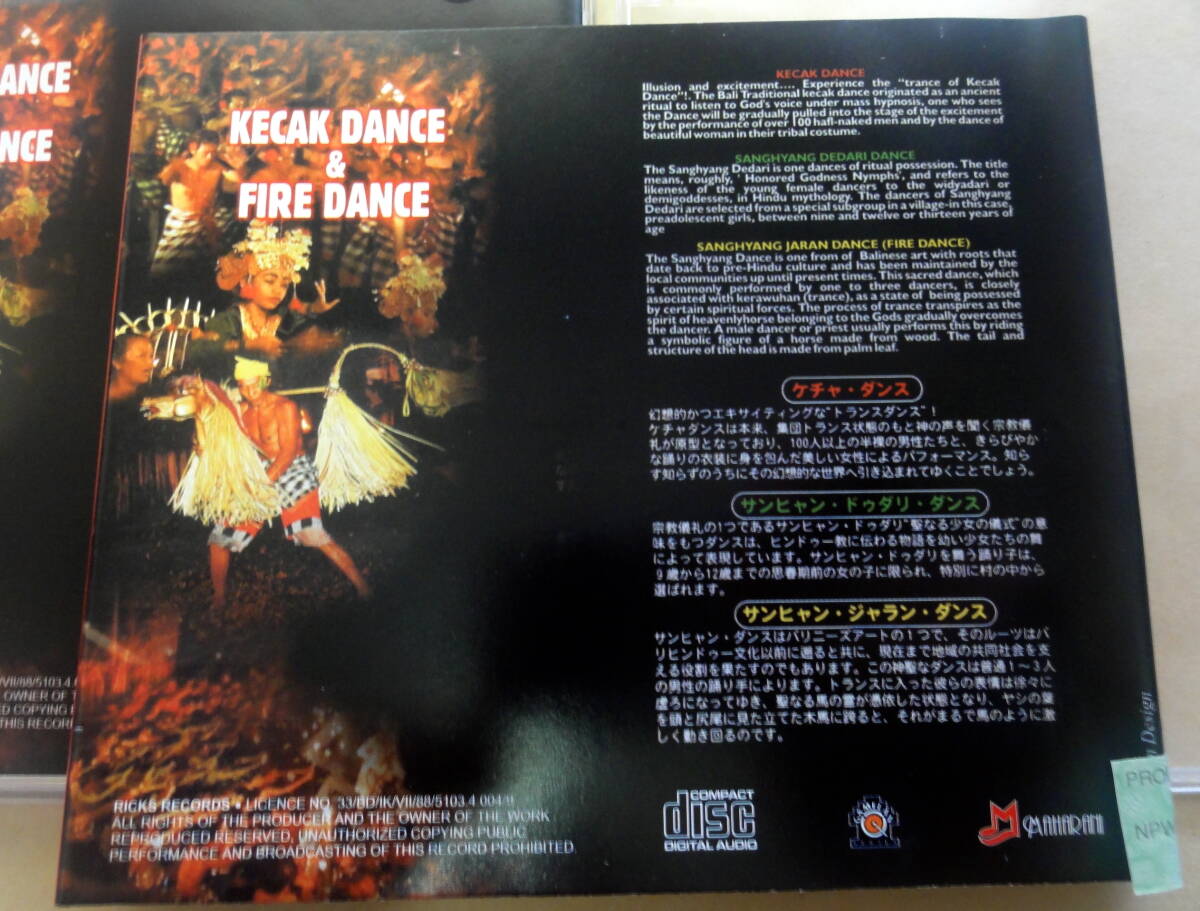 ANCE
NCE
KECAK DANCE
&
FIRE DANCE
KECAK DANCE
Illusion and excitement.... Experience the "trance of Kecak
Dance"!. The Bali Traditional kecak dance originated as an ancient
ritual to listen to God's voice under mass hypnosis, one who sees
the Dance will be gradually pulled into the stage of the excitement
by the performance of over 100 hafl-naked men and by the dance of
beautiful woman in their tribal costume.
SANGHYANG DEDARI DANCE
The Sanghyang Dedari is one dances of ritual possession. The title
means, roughly, ' Honored Godness Nymphs', and refers to the
likeness of the young female dancers to the widyadari or
demigoddesses, in Hindu mythology. The dancers of Sanghyang
Dedari are selected from a special subgroup in a village-in this case,
preadolescent girls, between nine and twelve or thirteen years of
age
SANGHYANG JARAN DANCE (FIRE DANCE)
The Sanghyang Dance is one from of Balinese art with roots that
date back to pre-Hindu culture and has been maintained by the
local communities up until present times. This sacred dance, which
is commonly performed by one to three dancers, is closely
associated with kerawuhan (trance), as a state of being possessed
by certain spiritual forces. The process of trance transpires as the
spirit of heavenlyhorse belonging to the Gods gradually overcomes
the dancer. A male dancer or priest usually performs this by riding
a symbolic figure of a horse made from wood. The tail and
structure of the head is made from palm leaf.
ケチャ・ダンス
幻想的かつエキサイティングな"トランスダンス"!
ケチャダンスは本来、集団トランス状態のもと神の声を聞く宗教儀
礼が原型となっており、100人以上の半裸の男性たちと、きらびやか
な踊りの衣装に身を包んだ美しい女性によるパフォーマンス。知ら
ず知らずのうちにその幻想的な世界へ引き込まれてゆくことでしょう。
サンヒャン・ドゥダリ・ダンス
宗教儀礼の1つであるサンヒャン・ドゥダリ"聖なる少女の儀式"の意
味をもつダンスは、ヒンドゥー教に伝わる物語を幼い少女たちの舞
によって表現しています。サンヒャン・ドゥダリを舞う踊り子は、
9歳から12歳までの思春期前の女の子に限られ、特別に村の中から
選ばれます。
サンヒャン・ジャラン・ダンス
サンヒャン・ダンスはバリニーズアートの1つで、そのルーツはバ
リヒンドゥー文化以前に遡ると共に、現在まで地域の共同社会を支
える役割を果たすのでもあります。この神聖なダンスは普通1〜3人
の男性の踊り手によります。トランスに入った彼らの表情は徐々に
虚ろになってゆき、聖なる馬の霊が憑依した状態となり、ヤシの葉
を頭と尻尾に見立てた木馬に跨ると、それがまるで馬のように激
しく動き回るのです。
Design
RICKS RECORDS • LICENCE NO. 33/BD/IK/VII/88/5103.4
ALL RIGHTS OF THE PRODUCER AND THE OWNER OF THE WORK
REPRODUCED RESERVED, UNAUTHORIZED COPYING PUBLIC
PERFORMANCE AND BROADCASTING OF THIS RECORD PROHIBITED.
COMPACT
disc
DIGITAL AUDIO
MAHARANI
PRO
NPW
VII/88/5103.4
OWNER OF T
D COPYING
THIS RECOR